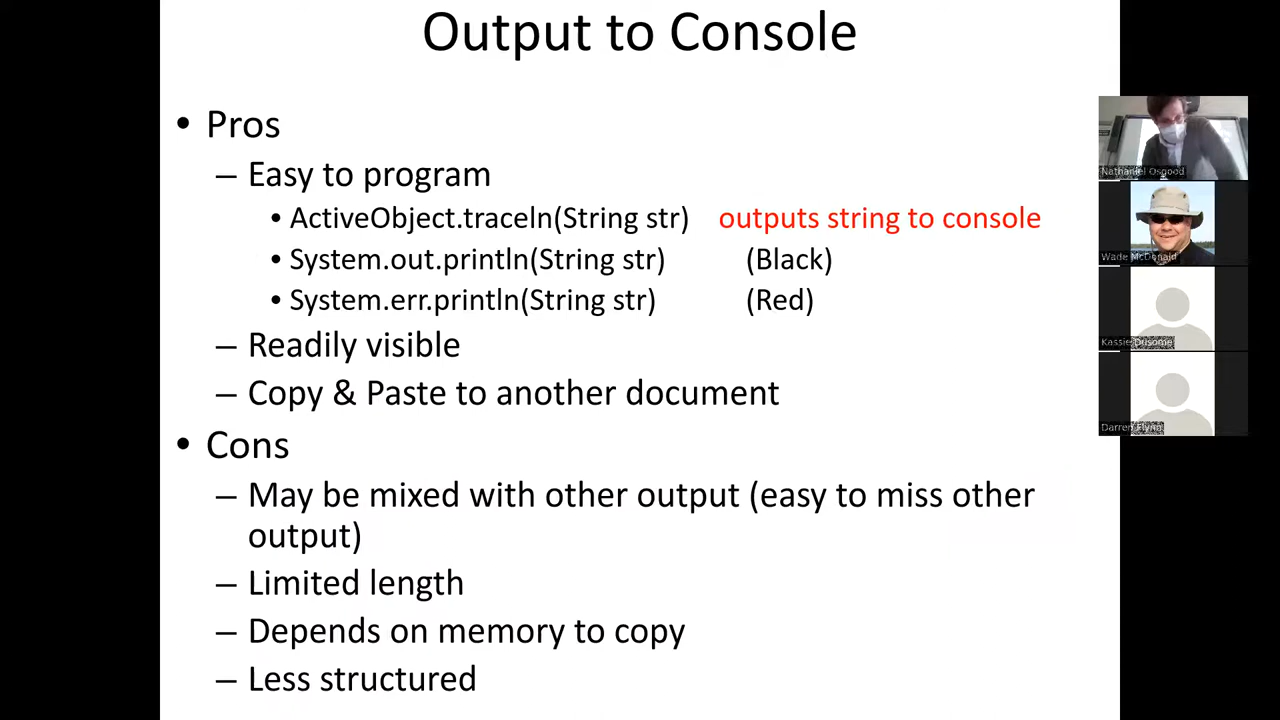 Output to Console
• Pros
– Easy to program
• ActiveObject.traceln(String str) outputs string to console
• System.out.println(String str) (Black)
• System.err.println(String str) (Red)
– Readily visible
– Copy & Paste to another document
• Cons
– May be mixed with other output (easy to miss other
output)
– Limited length
– Depends on memory to copy
– Less structured
Nathaniel Osgood
Wade McDonald
Kassie Dusome
Darren Flynn